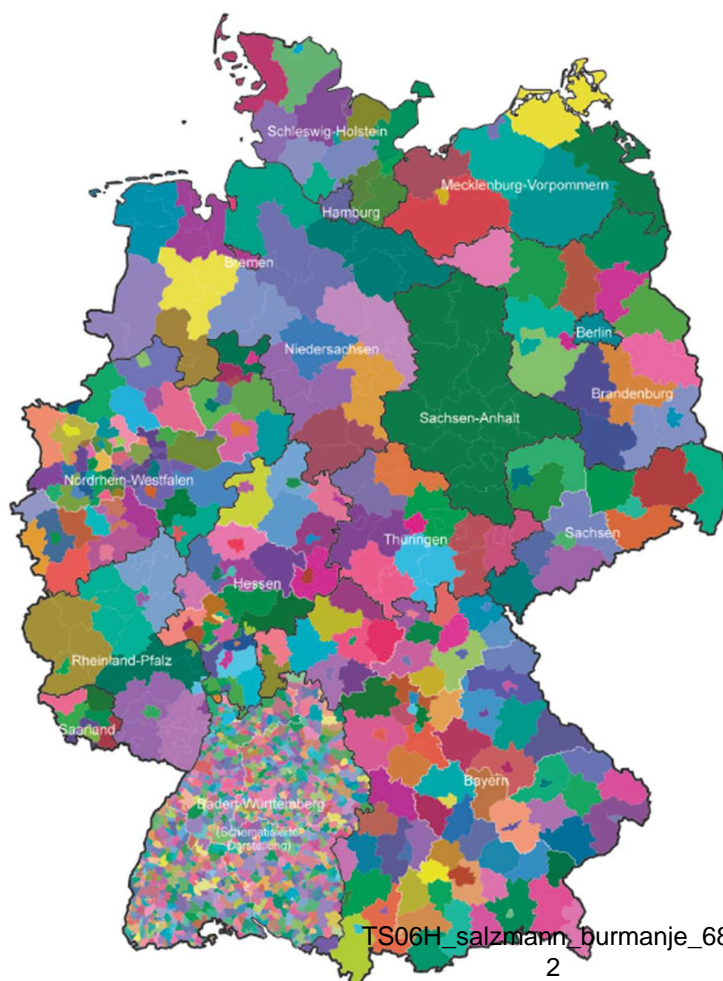 Schleswig-Holstein
Mecklenburg-Vorpommern
Hamburg
Bremen
Berlin
Niedersachsen
Brandenburg
Sachsen-Anhalt
Nordrhein-Westfalen
Sachsen
Thüringen
Hessen
Rheinland-Pfalz
Saarland
Bayern
Baden-Württemberg
(Schematisierte
Darstellung)
TS06H_salzmann_burmanje_68
2